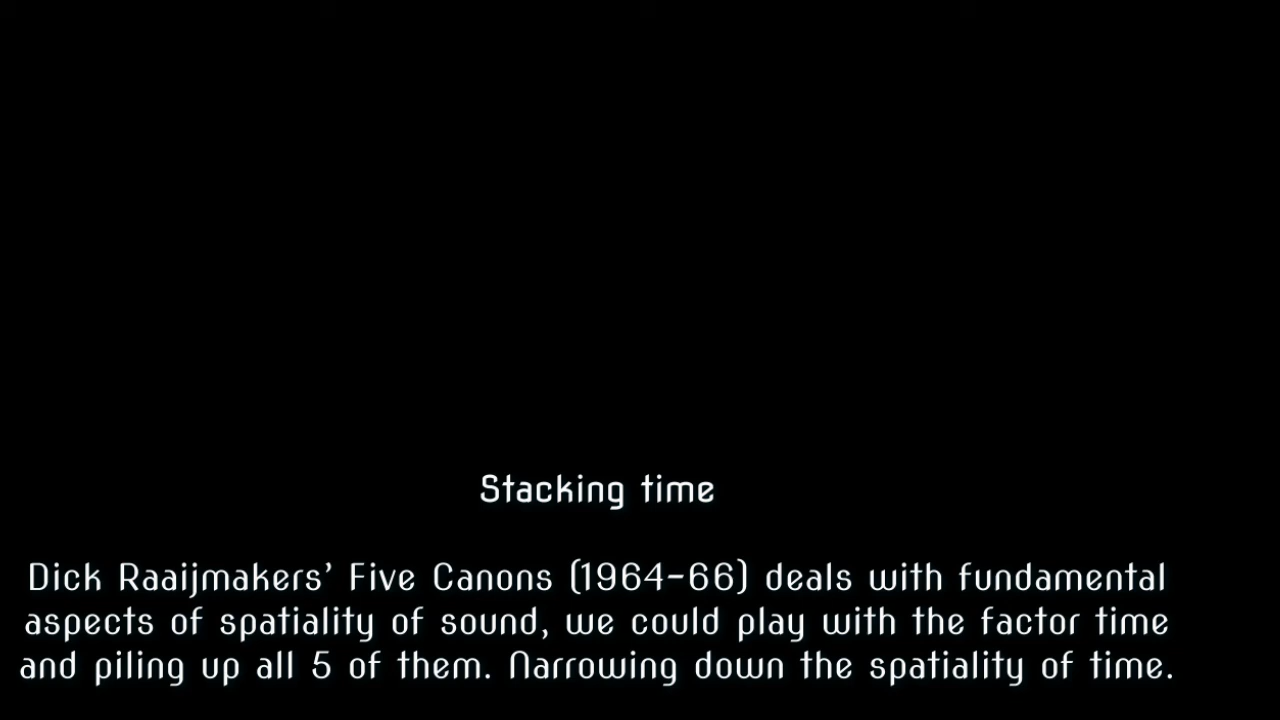 Stacking time
Dick Raaijmakers’ Five Canons (1964-66) deals with fundamental
aspects of spatiality of sound, we could play with the factor time
and piling up all 5 of them. Narrowing down the spatiality of time.